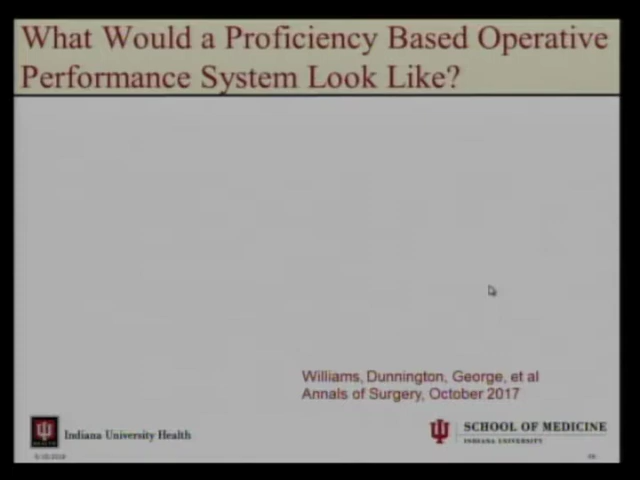 What Would a Proficiency Based Operative
Performance System Look Like?
Williams, Dunnington, George, et al
Annals of Surgery, October 2017
Indiana University Health
SCHOOL OF MEDICINE
INDIANA UNIVERSITY